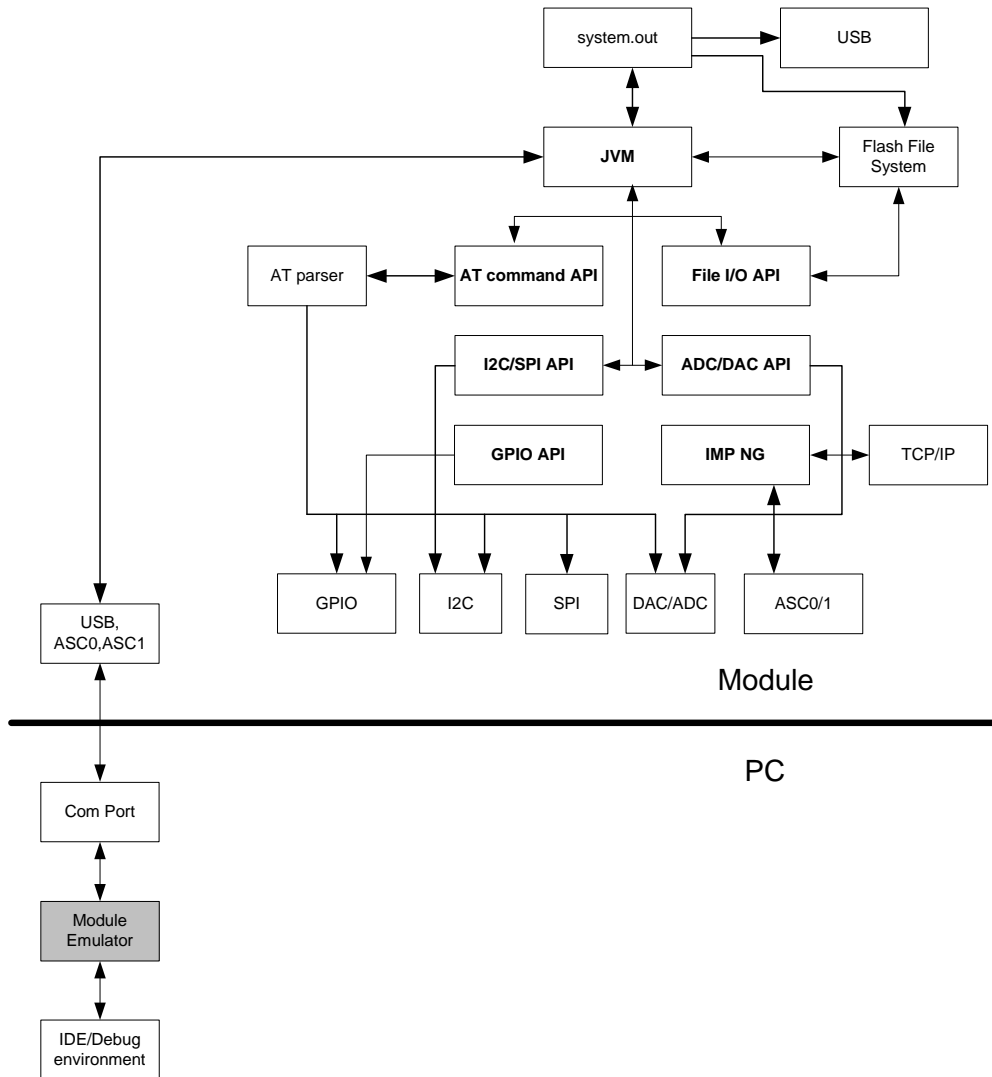 system.out
USB
JVM
Flash File
System
AT parser
AT command API
File I/O API
I2C/SPI API
ADC/DAC API
GPIO API
IMP NG
TCP/IP
GPIO
I2C
SPI
DAC/ADC
ASC0/1
USB,
ASC0,ASC1
Module
PC
Com Port
Module
Emulator
IDE/Debug
environment